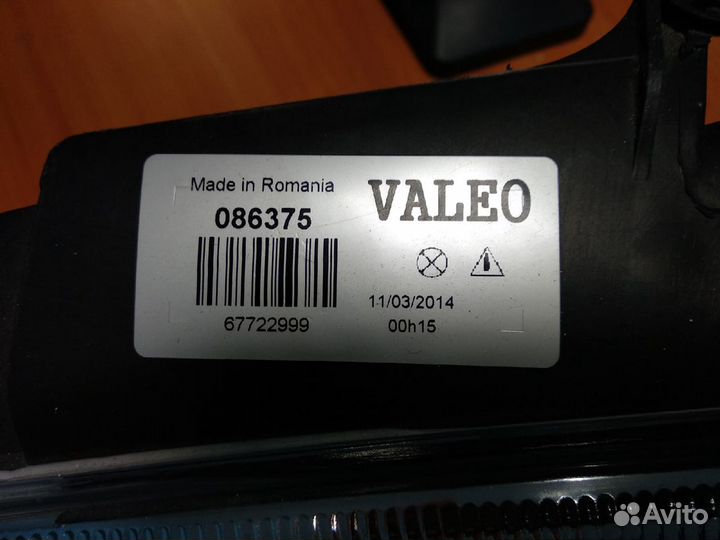 Made in Romania
VALEO
086375
67722999
11/03/2014
00h15
Avito